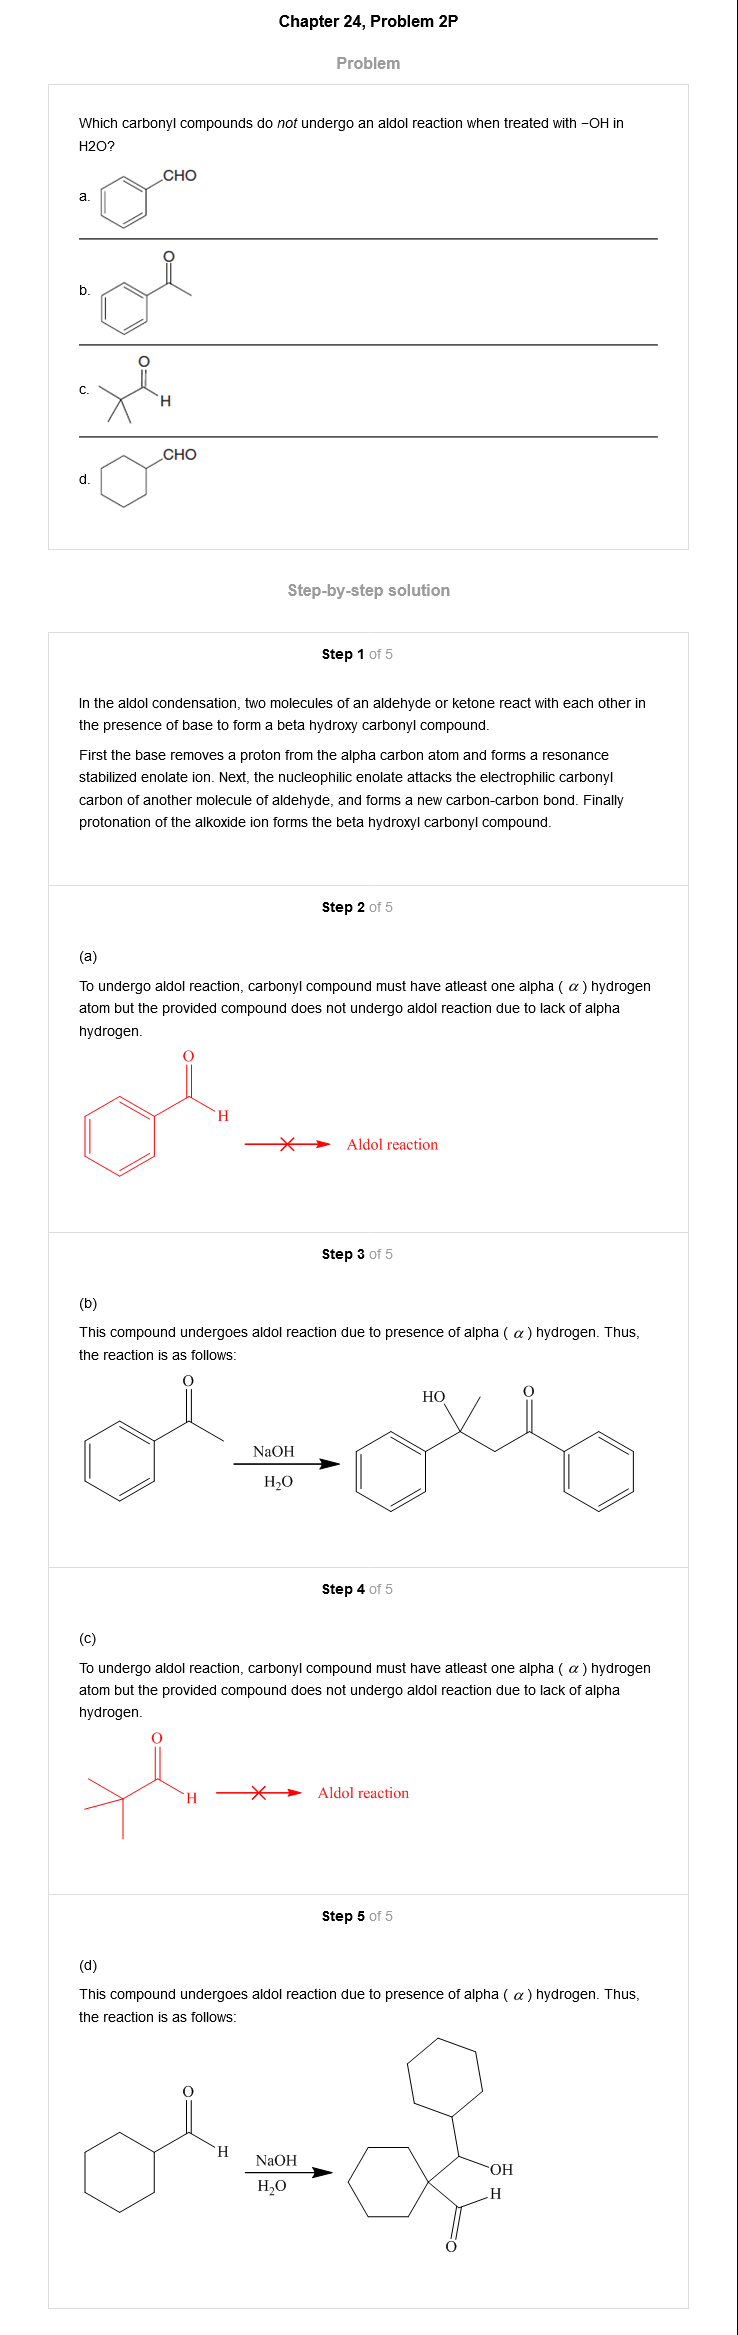 Chapter 24, Problem 2P
Problem
Which carbonyl compounds do not undergo an aldol reaction when treated with −OH in
H2O?
a.
CHO
b.
O
c.
O
H
d.
CHO
Step-by-step solution
Step 1 of 5
In the aldol condensation, two molecules of an aldehyde or ketone react with each other in
the presence of base to form a beta hydroxy carbonyl compound.
First the base removes a proton from the alpha carbon atom and forms a resonance
stabilized enolate ion. Next, the nucleophilic enolate attacks the electrophilic carbonyl
carbon of another molecule of aldehyde, and forms a new carbon-carbon bond. Finally
protonation of the alkoxide ion forms the beta hydroxyl carbonyl compound.
Step 2 of 5
(a)
To undergo aldol reaction, carbonyl compound must have atleast one alpha ( α ) hydrogen
atom but the provided compound does not undergo aldol reaction due to lack of alpha
hydrogen.
O
H
Aldol reaction
Step 3 of 5
(b)
This compound undergoes aldol reaction due to presence of alpha ( α ) hydrogen. Thus,
the reaction is as follows:
O
NaOH
H₂O
HO
O
Step 4 of 5
(c)
To undergo aldol reaction, carbonyl compound must have atleast one alpha ( α ) hydrogen
atom but the provided compound does not undergo aldol reaction due to lack of alpha
hydrogen.
O
H
Aldol reaction
Step 5 of 5
(d)
This compound undergoes aldol reaction due to presence of alpha ( α ) hydrogen. Thus,
the reaction is as follows:
O
H
NaOH
H₂O
OH
H
O